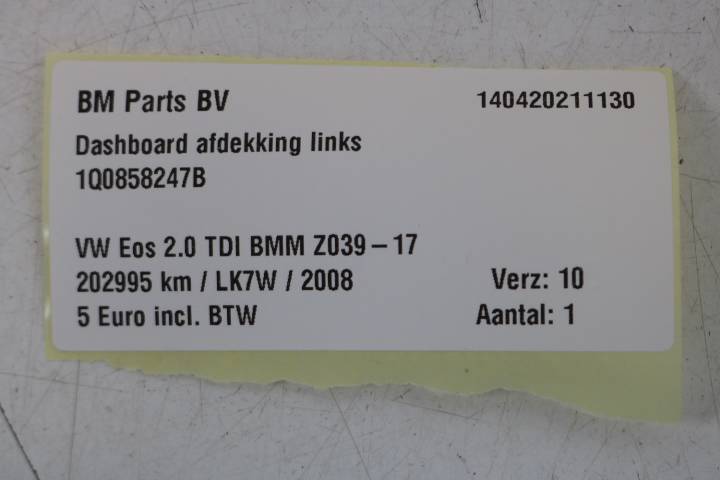 BM Parts BV 140420211130
Dashboard afdekking links
1Q0858247B
VW Eos 2.0 TDI BMM Z039 – 17
202995 km / LK7W / 2008 Verz: 10
5 Euro incl. BTW Aantal: 1